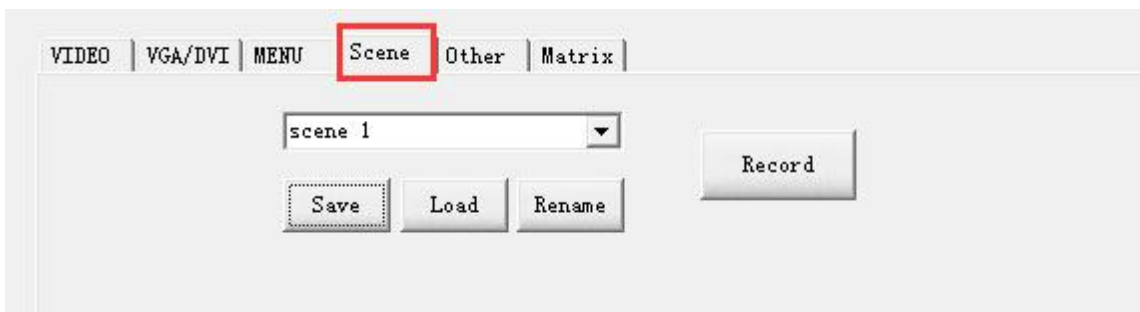 VIDEO VGA/DVI MENU Scene Other Matrix
scene 1
Record
Save Load Rename